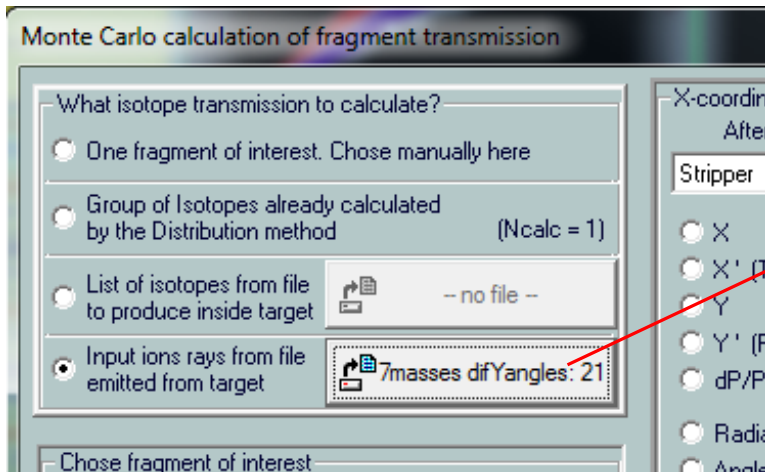 Monte Carlo calculation of fragment transmission
What isotope transmission to calculate?
One fragment of interest. Chose manually here
Group of Isotopes already calculated
by the Distribution method (Ncalc = 1)
List of isotopes from file
to produce inside target
-- no file --
Input ions rays from file
emitted from target
7masses difYangles: 21
Chose fragment of interest
X-coordin
After
Stripper
X
X ' (T
Y
Y ' (P
dP/P
Radia
Angle